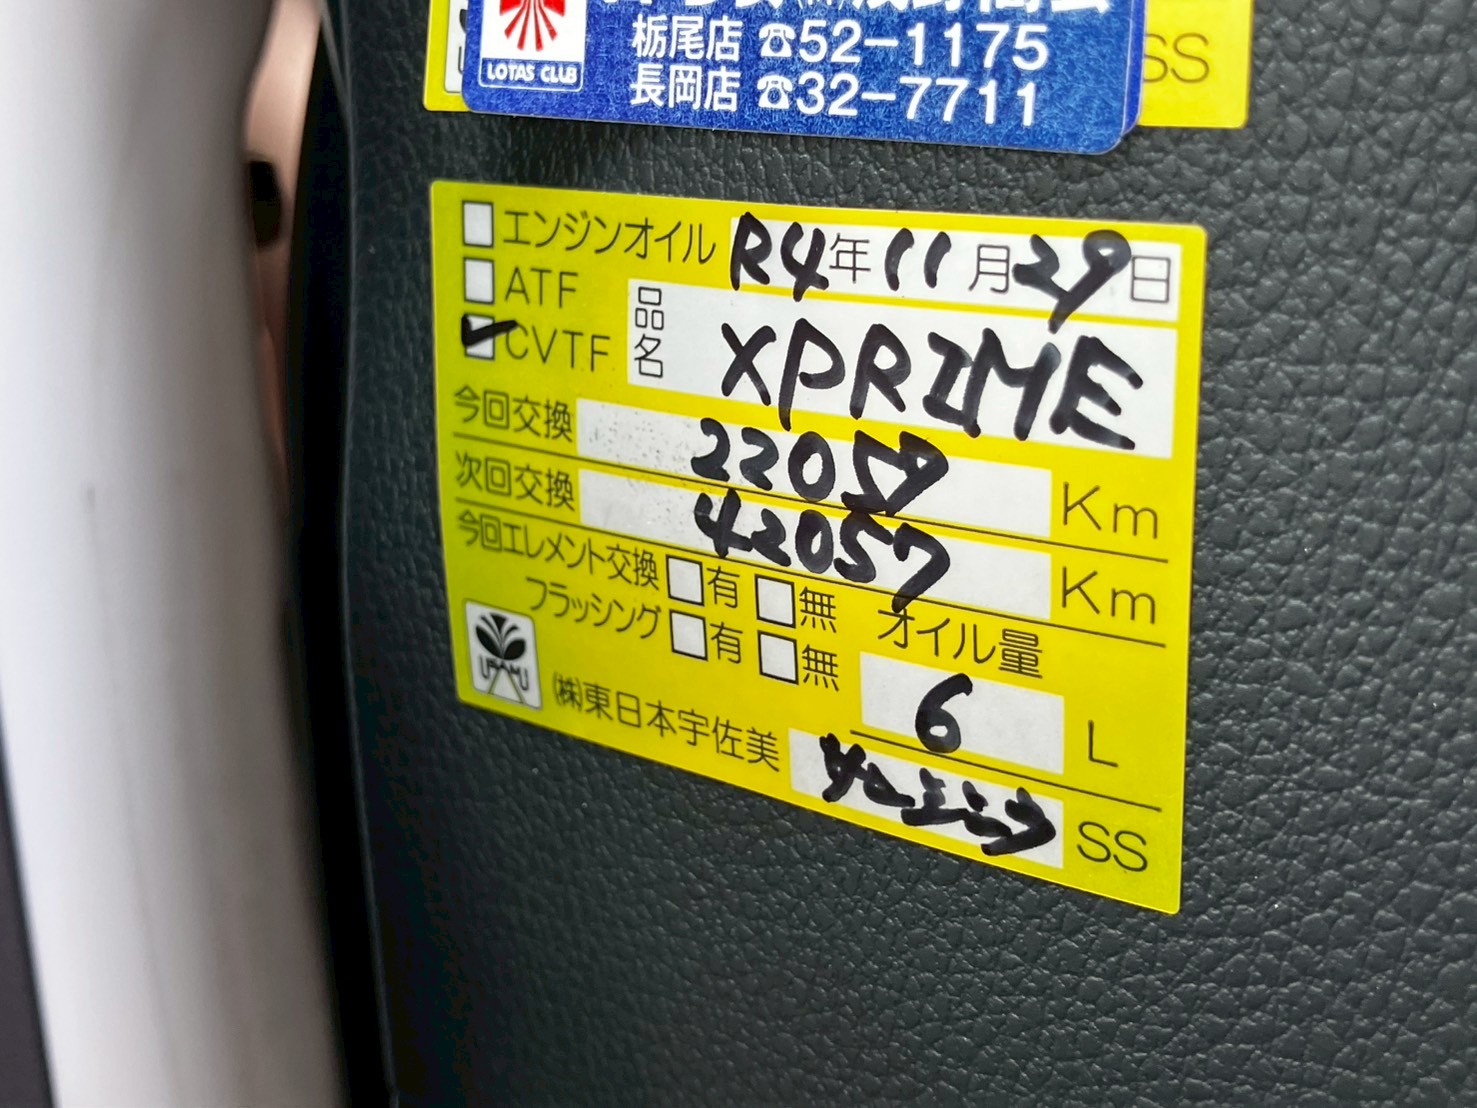 LOTAS CLUB
栃尾店 ☎52-1175
長岡店 ☎32-7711
SS
エンジンオイル R4年11月29日
ATF
CVTF
品名 XPRIME
今回交換 22057 Km
次回交換 42057 Km
今回エレメント交換 有 無
フラッシング 有 無
オイル量
6 L
USAMI
(株)東日本宇佐美
SS